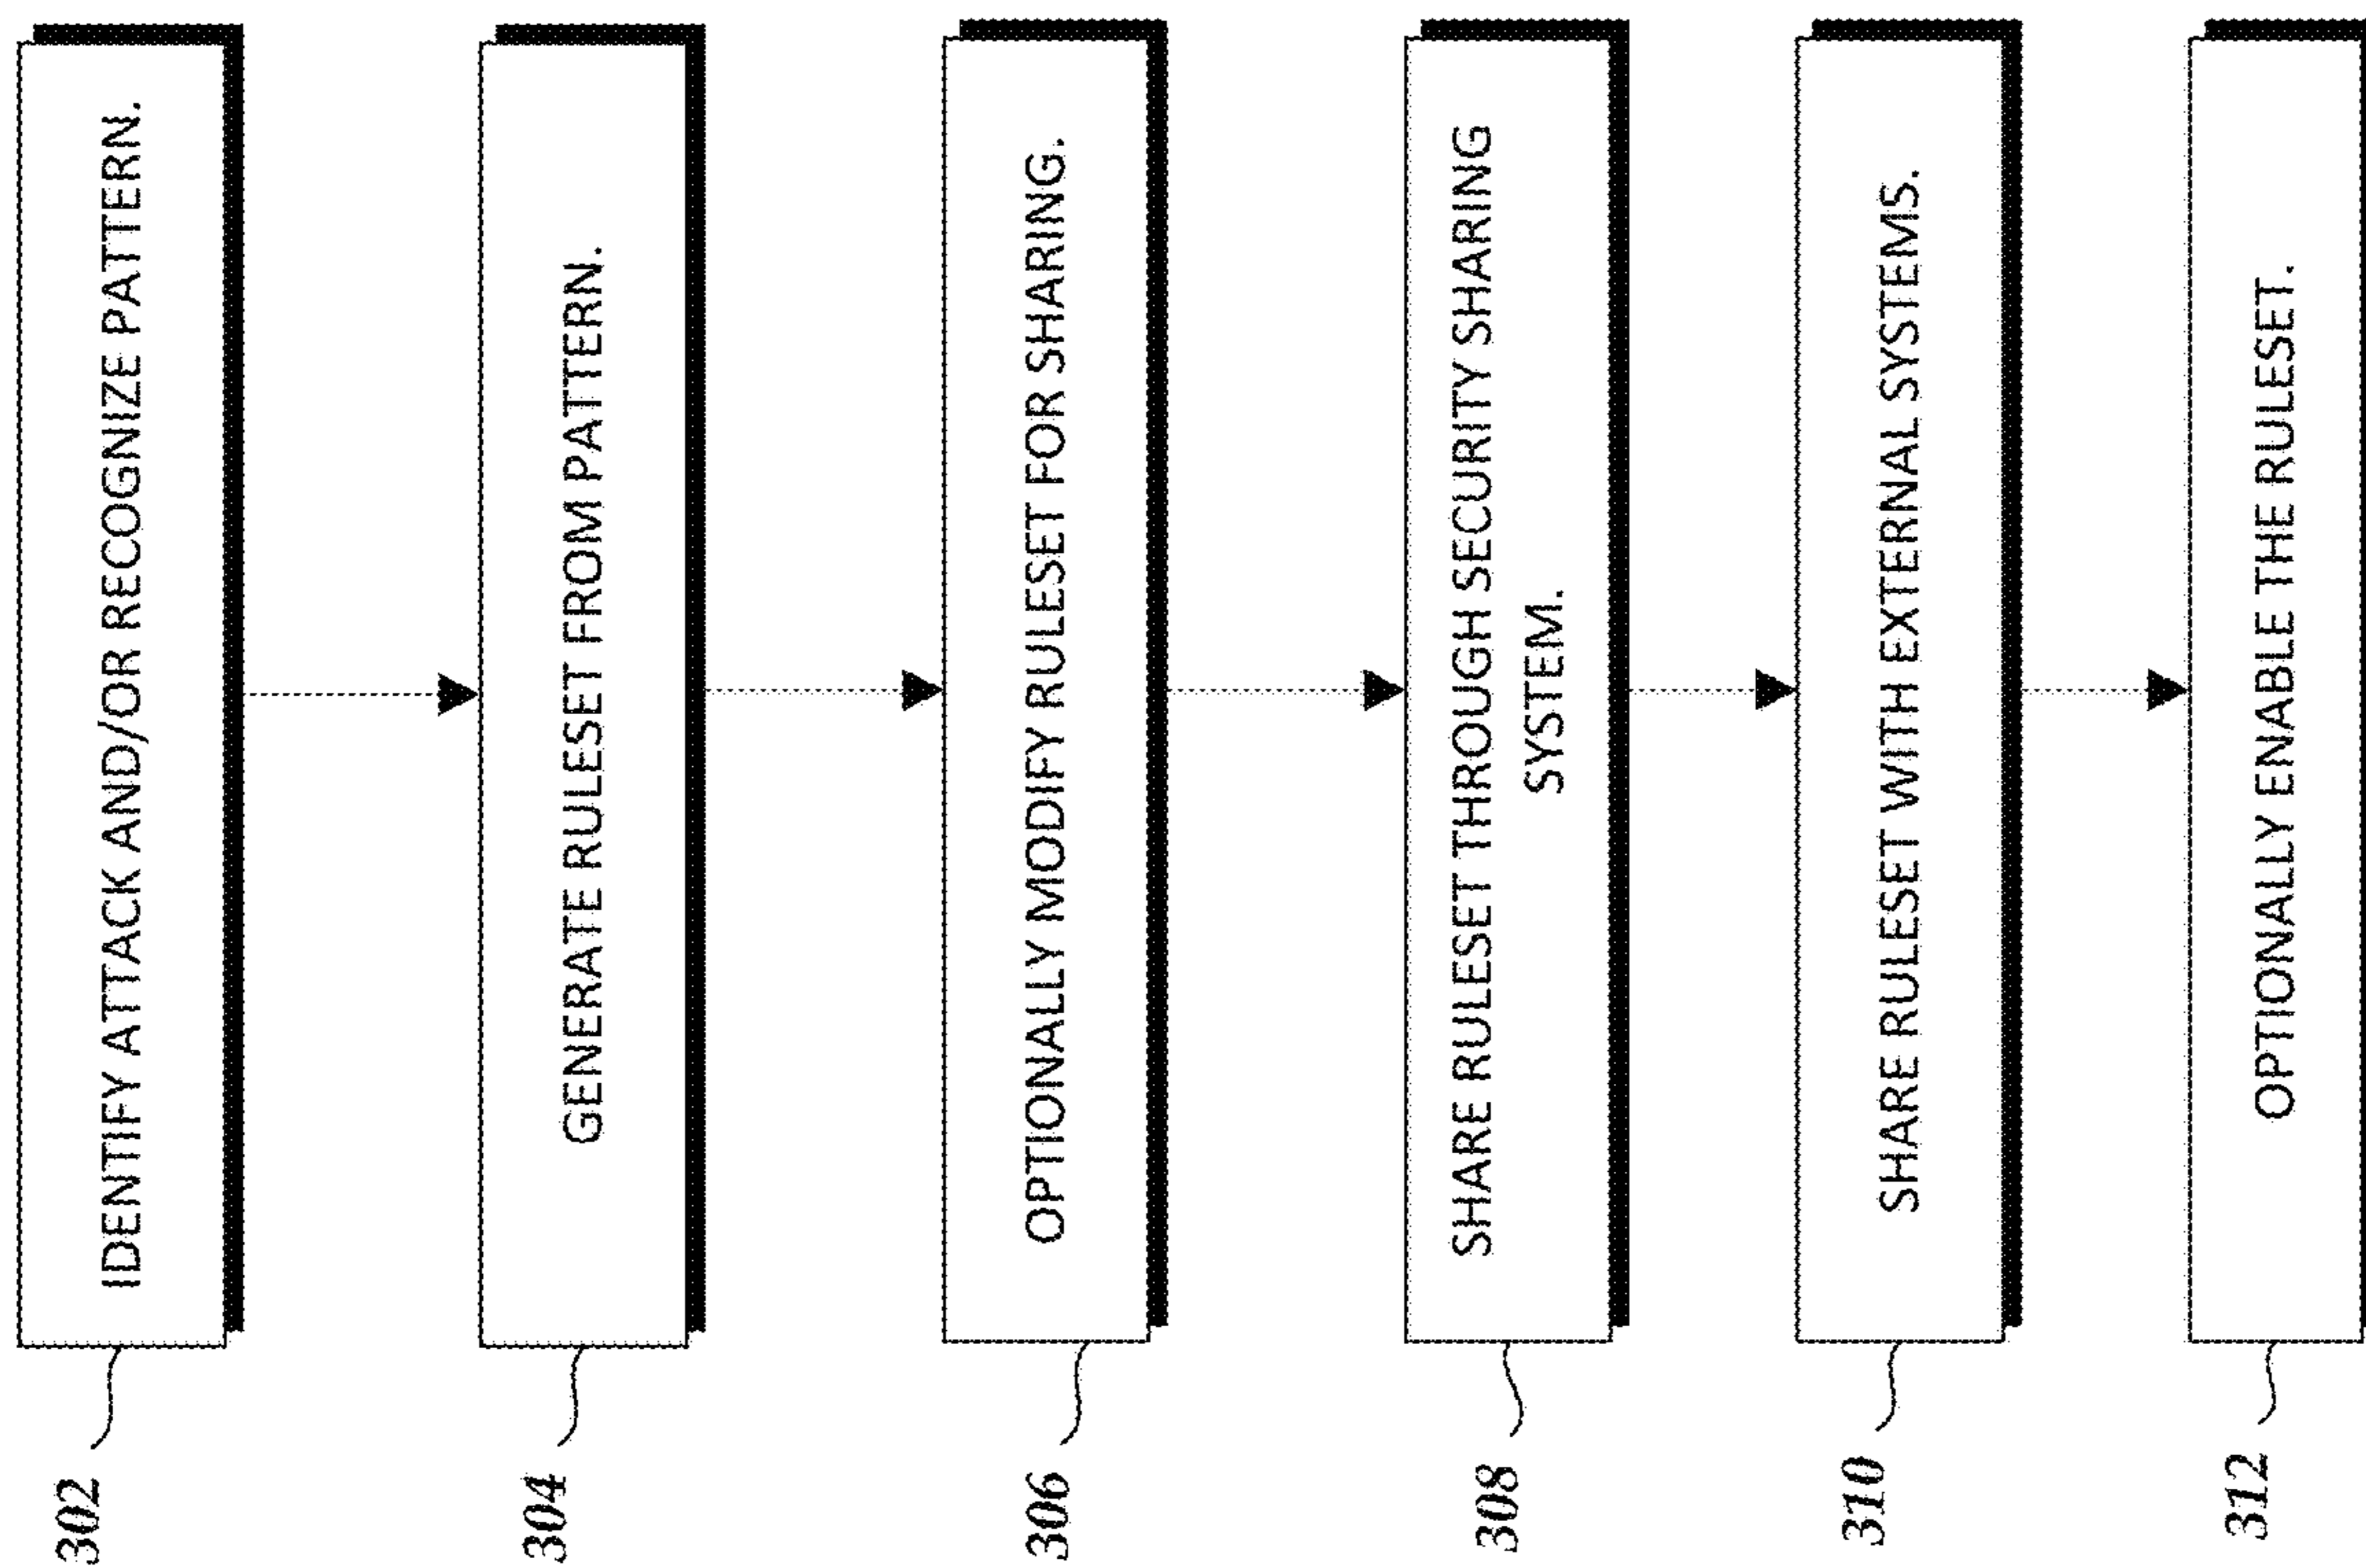 302
IDENTIFY ATTACK AND/OR RECOGNIZE PATTERN.
304
GENERATE RULESET FROM PATTERN.
306
OPTIONALLY MODIFY RULESET FOR SHARING.
308
SHARE RULESET THROUGH SECURITY SHARING
SYSTEM.
310
SHARE RULESET WITH EXTERNAL SYSTEMS.
312
OPTIONALLY ENABLE THE RULESET.